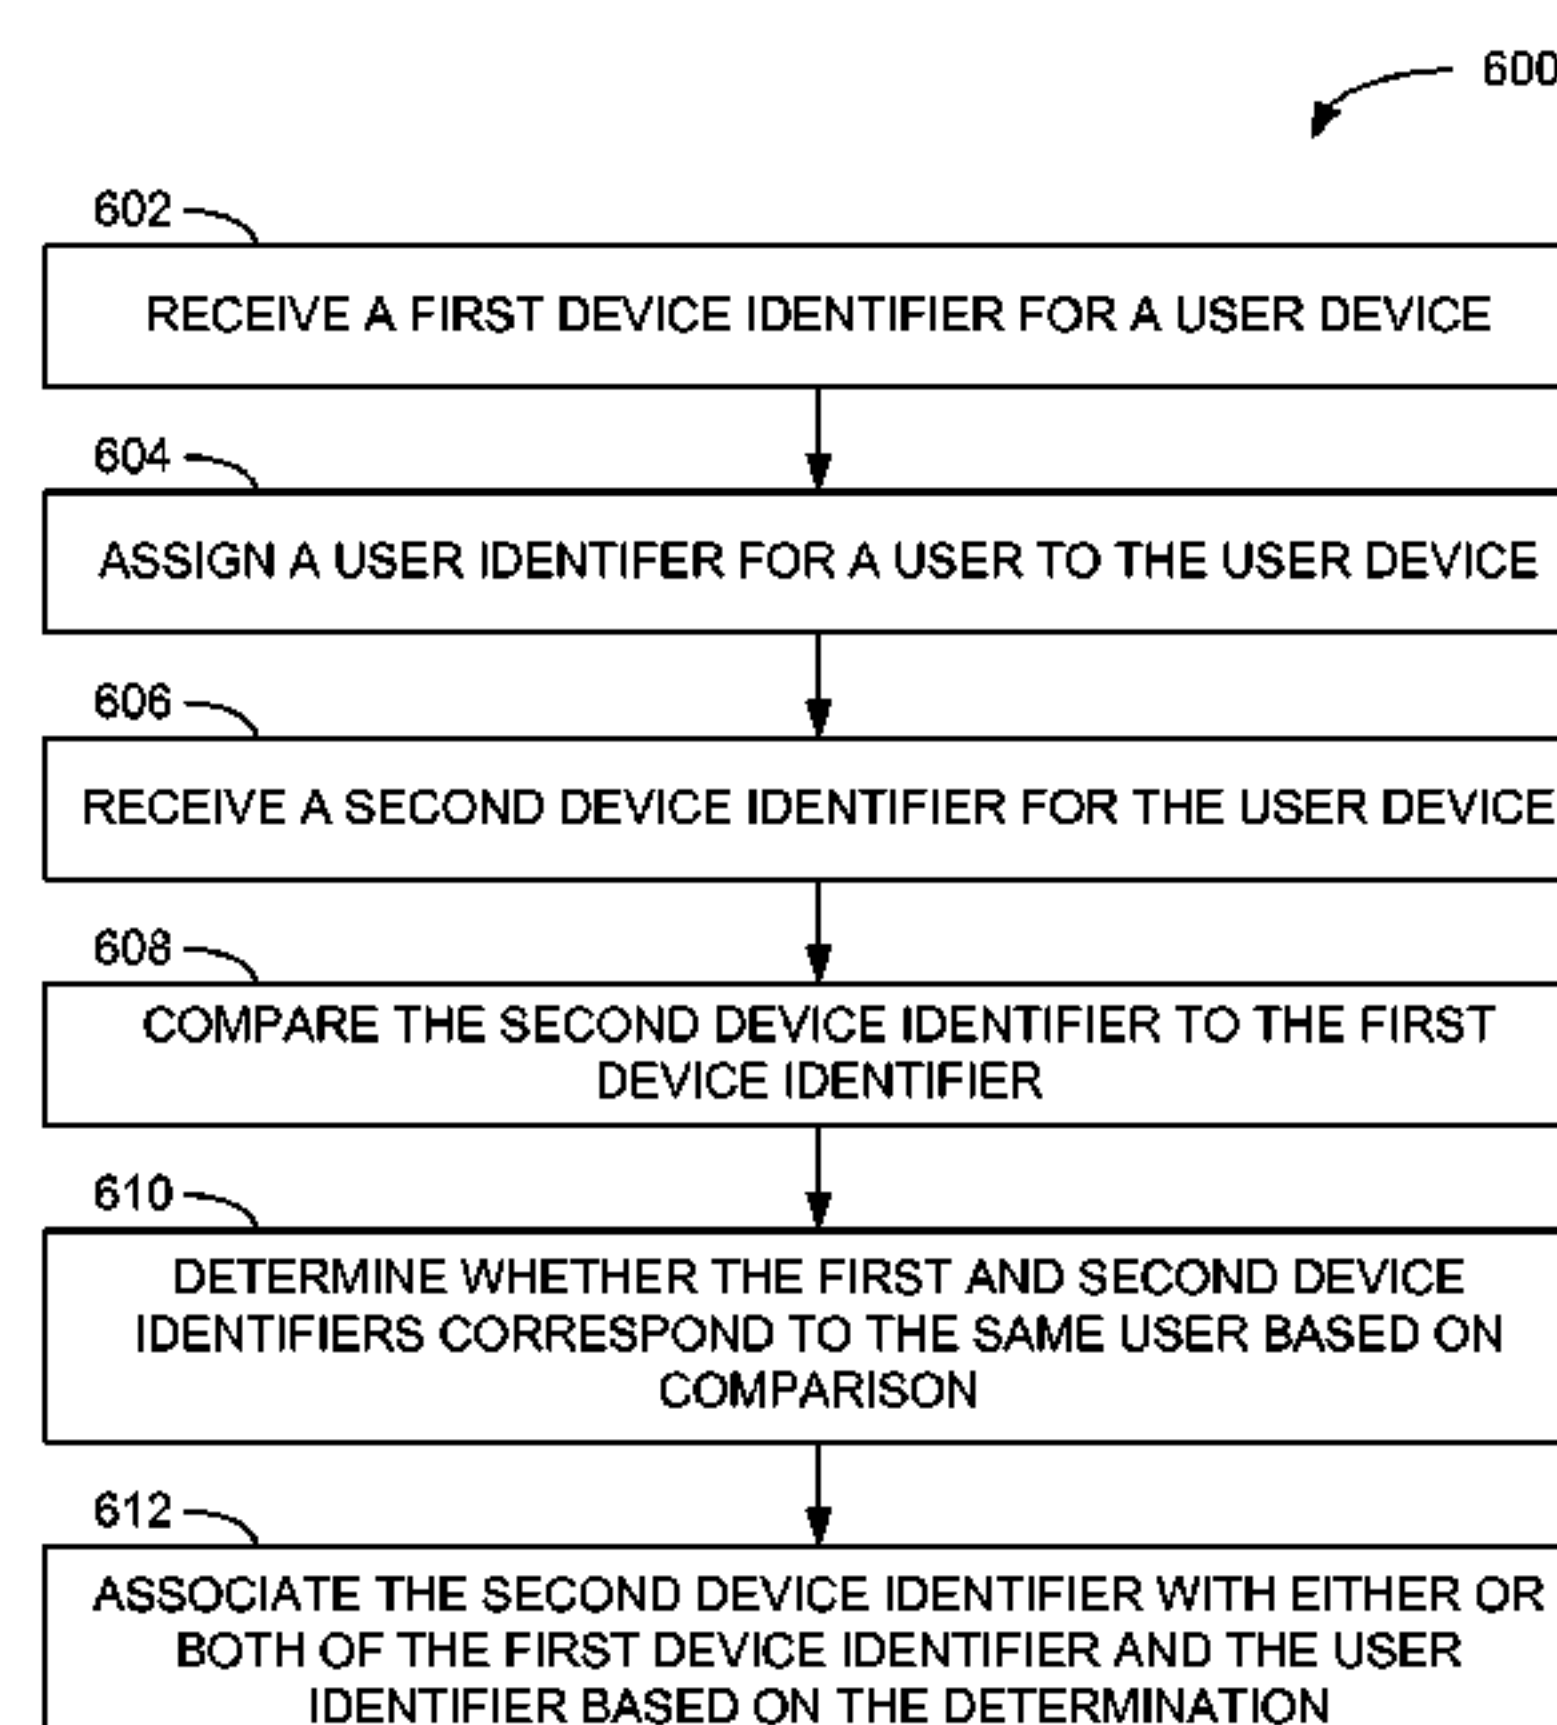 600
602
RECEIVE A FIRST DEVICE IDENTIFIER FOR A USER DEVICE
604
ASSIGN A USER IDENTIFER FOR A USER TO THE USER DEVICE
606
RECEIVE A SECOND DEVICE IDENTIFIER FOR THE USER DEVICE
608
COMPARE THE SECOND DEVICE IDENTIFIER TO THE FIRST
DEVICE IDENTIFIER
610
DETERMINE WHETHER THE FIRST AND SECOND DEVICE
IDENTIFIERS CORRESPOND TO THE SAME USER BASED ON
COMPARISON
612
ASSOCIATE THE SECOND DEVICE IDENTIFIER WITH EITHER OR
BOTH OF THE FIRST DEVICE IDENTIFIER AND THE USER
IDENTIFIER BASED ON THE DETERMINATION